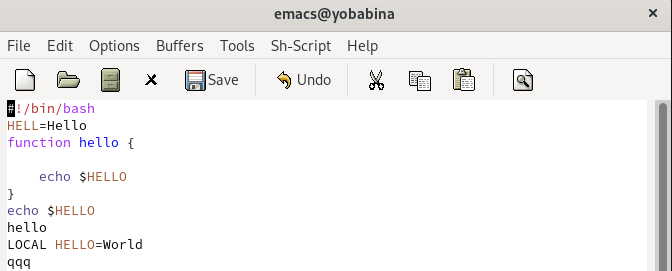 emacs@yobabina
File Edit Options Buffers Tools Sh-Script Help
Save Undo
#!/bin/bash
HELL=Hello
function hello {
    echo $HELLO
}
echo $HELLO
hello
LOCAL HELLO=World
qqq